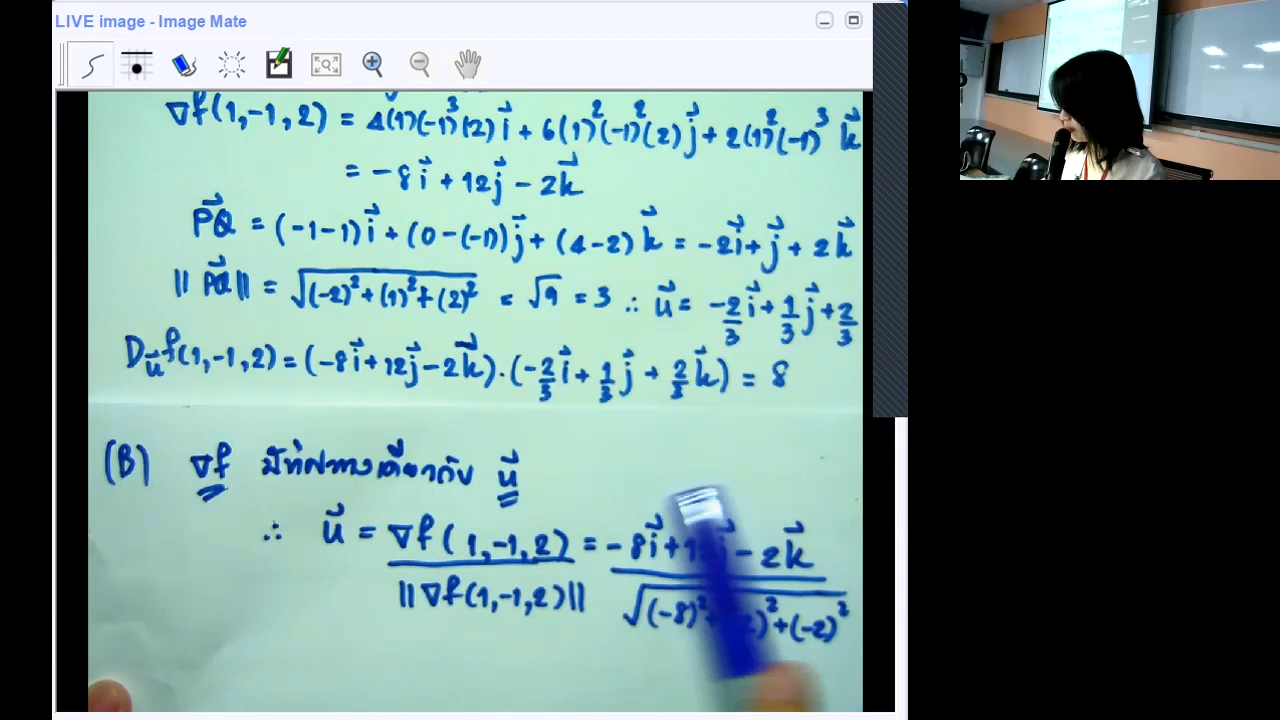 LIVE image - Image Mate
∇f(1,-1,2) = 4(1)(-1)³(2)i⃗ + 6(1)²(-1)²(2)j⃗ + 2(1)²(-1)³ k⃗
= -8i⃗ + 12j⃗ - 2k⃗
PQ⃗ = (-1-1)i⃗ + (0-(-1))j⃗ + (4-2)k⃗ = -2i⃗ + j⃗ + 2k⃗
||PQ⃗|| = √((-2)²+(1)²+(2)²) = √9 = 3 ∴ u⃗ = -2/3 i⃗ + 1/3 j⃗ + 2/3
D_u⃗ f(1,-1,2) = (-8i⃗ + 12j⃗ - 2k⃗)·(-2/3 i⃗ + 1/3 j⃗ + 2/3 k⃗) = 8
(B) ∇f มีทิศทางเดียวกับ u⃗
∴ u⃗ = ∇f(1,-1,2) / ||∇f(1,-1,2)|| = -8i⃗ + 1 j⃗ - 2k⃗ / √((-8)²+ )²+(-2)²